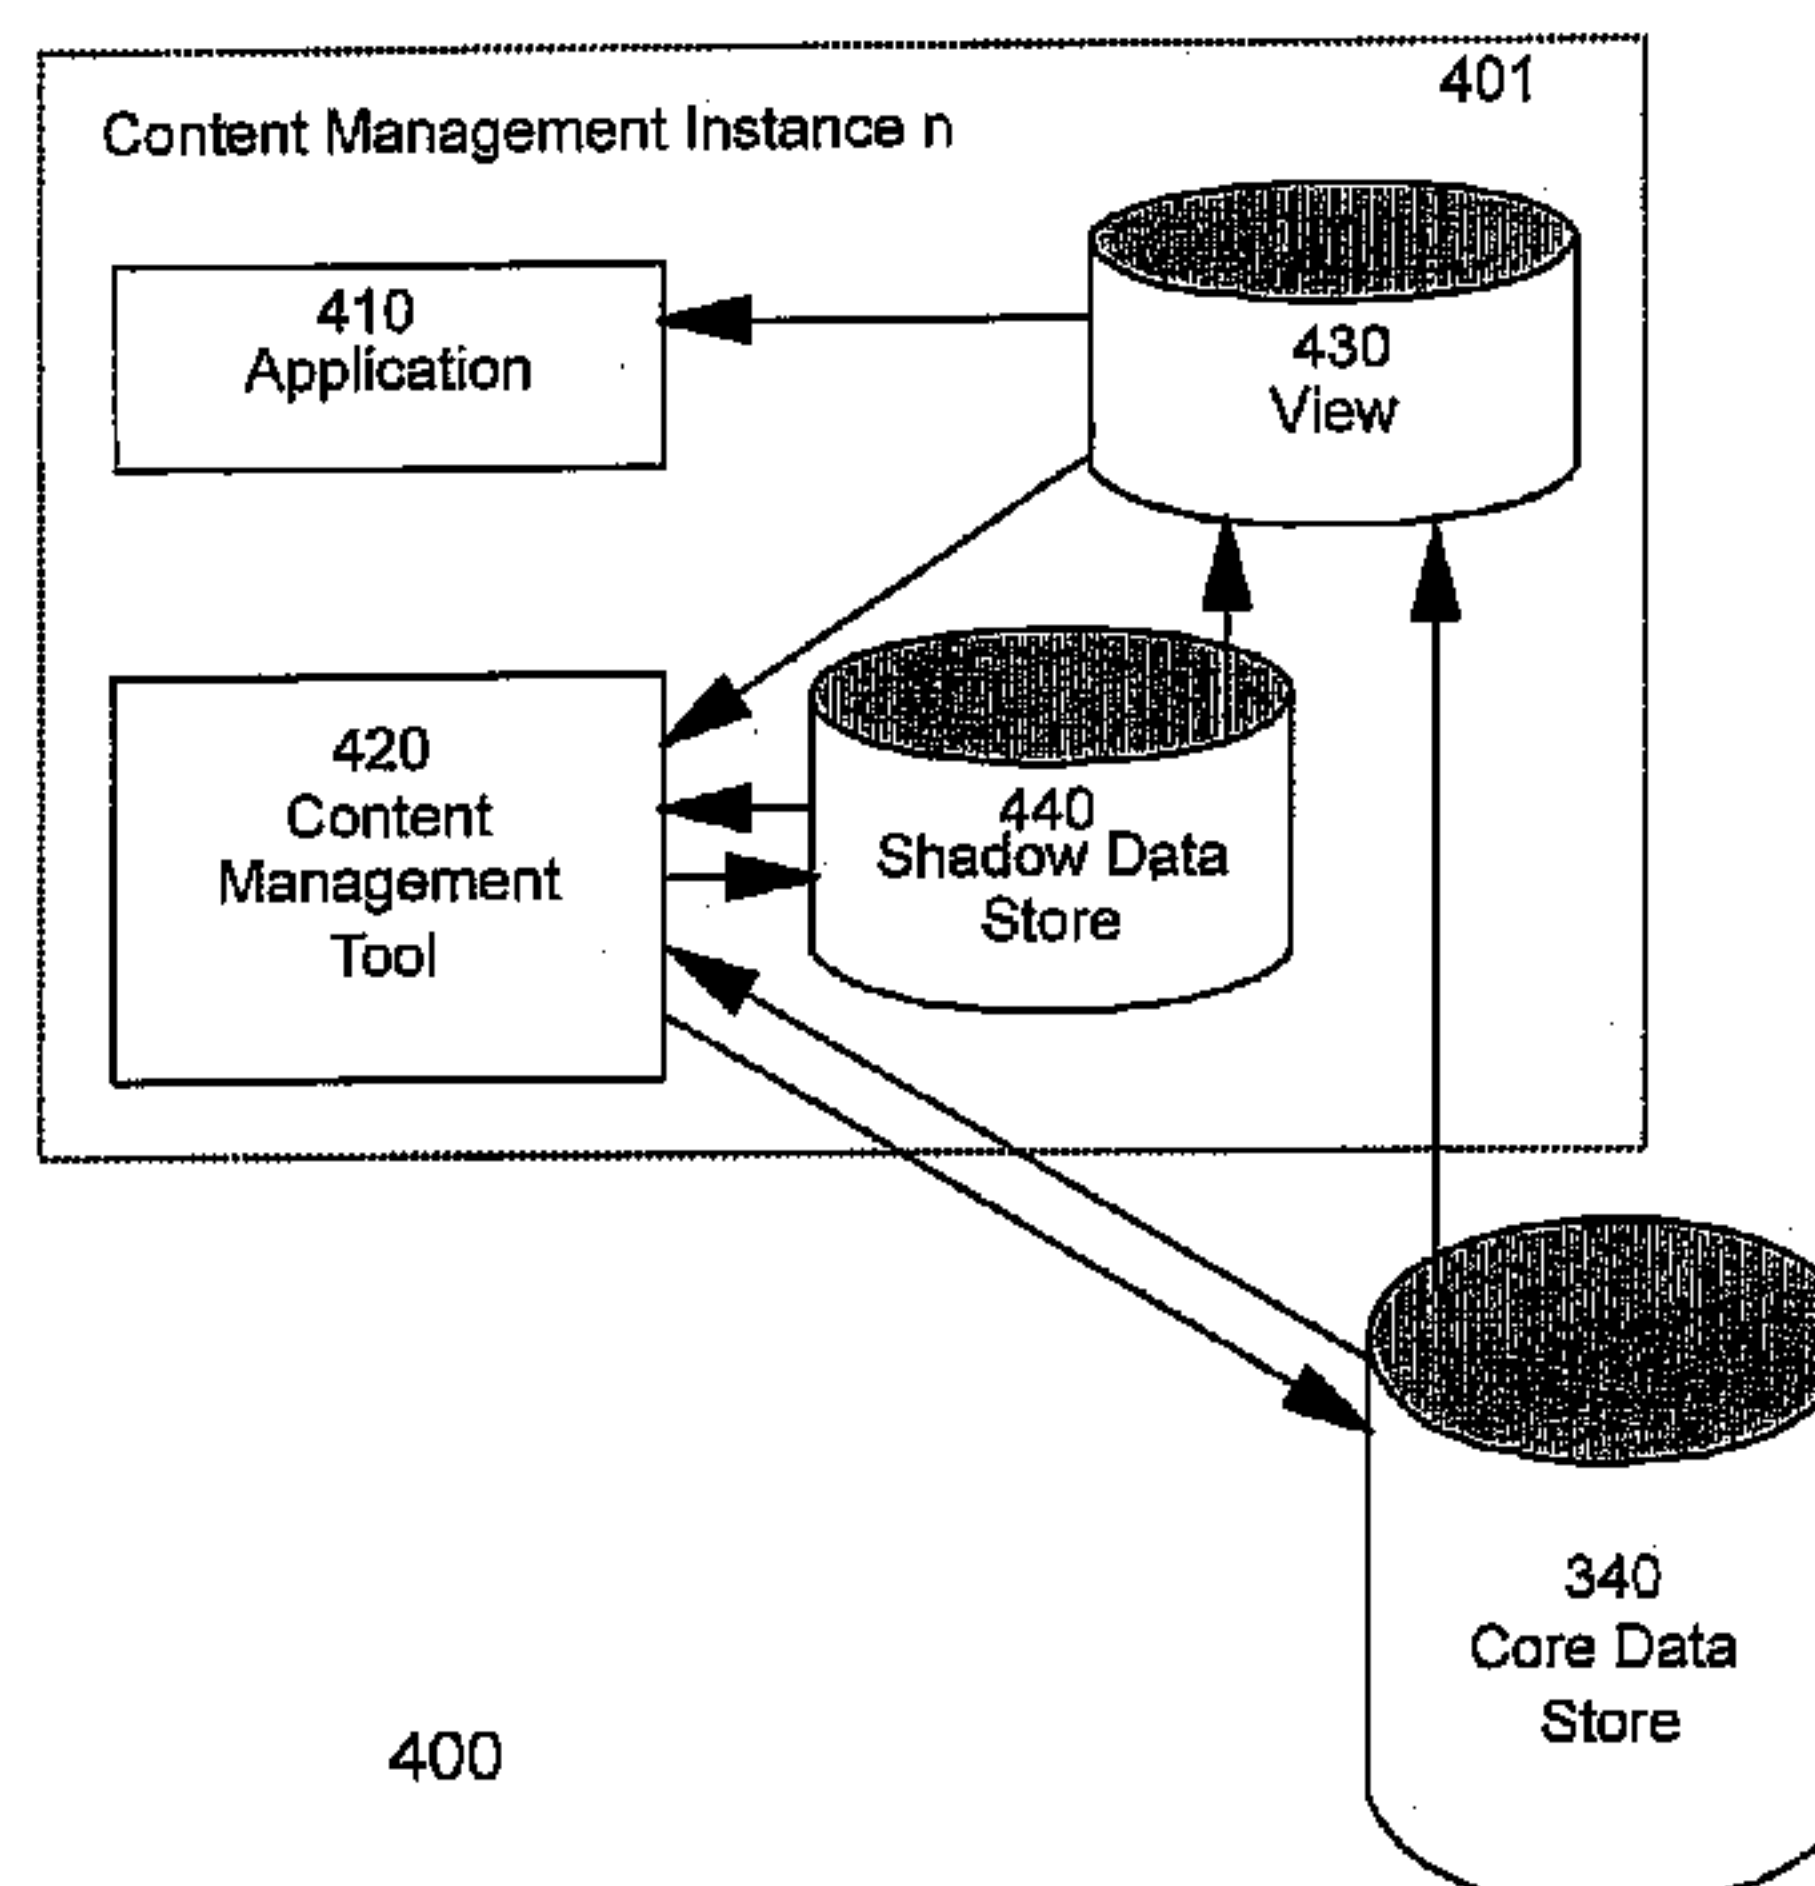 401
Content Management Instance n
410
Application
430
View
420
Content
Management
Tool
440
Shadow Data
Store
340
Core Data
Store
400